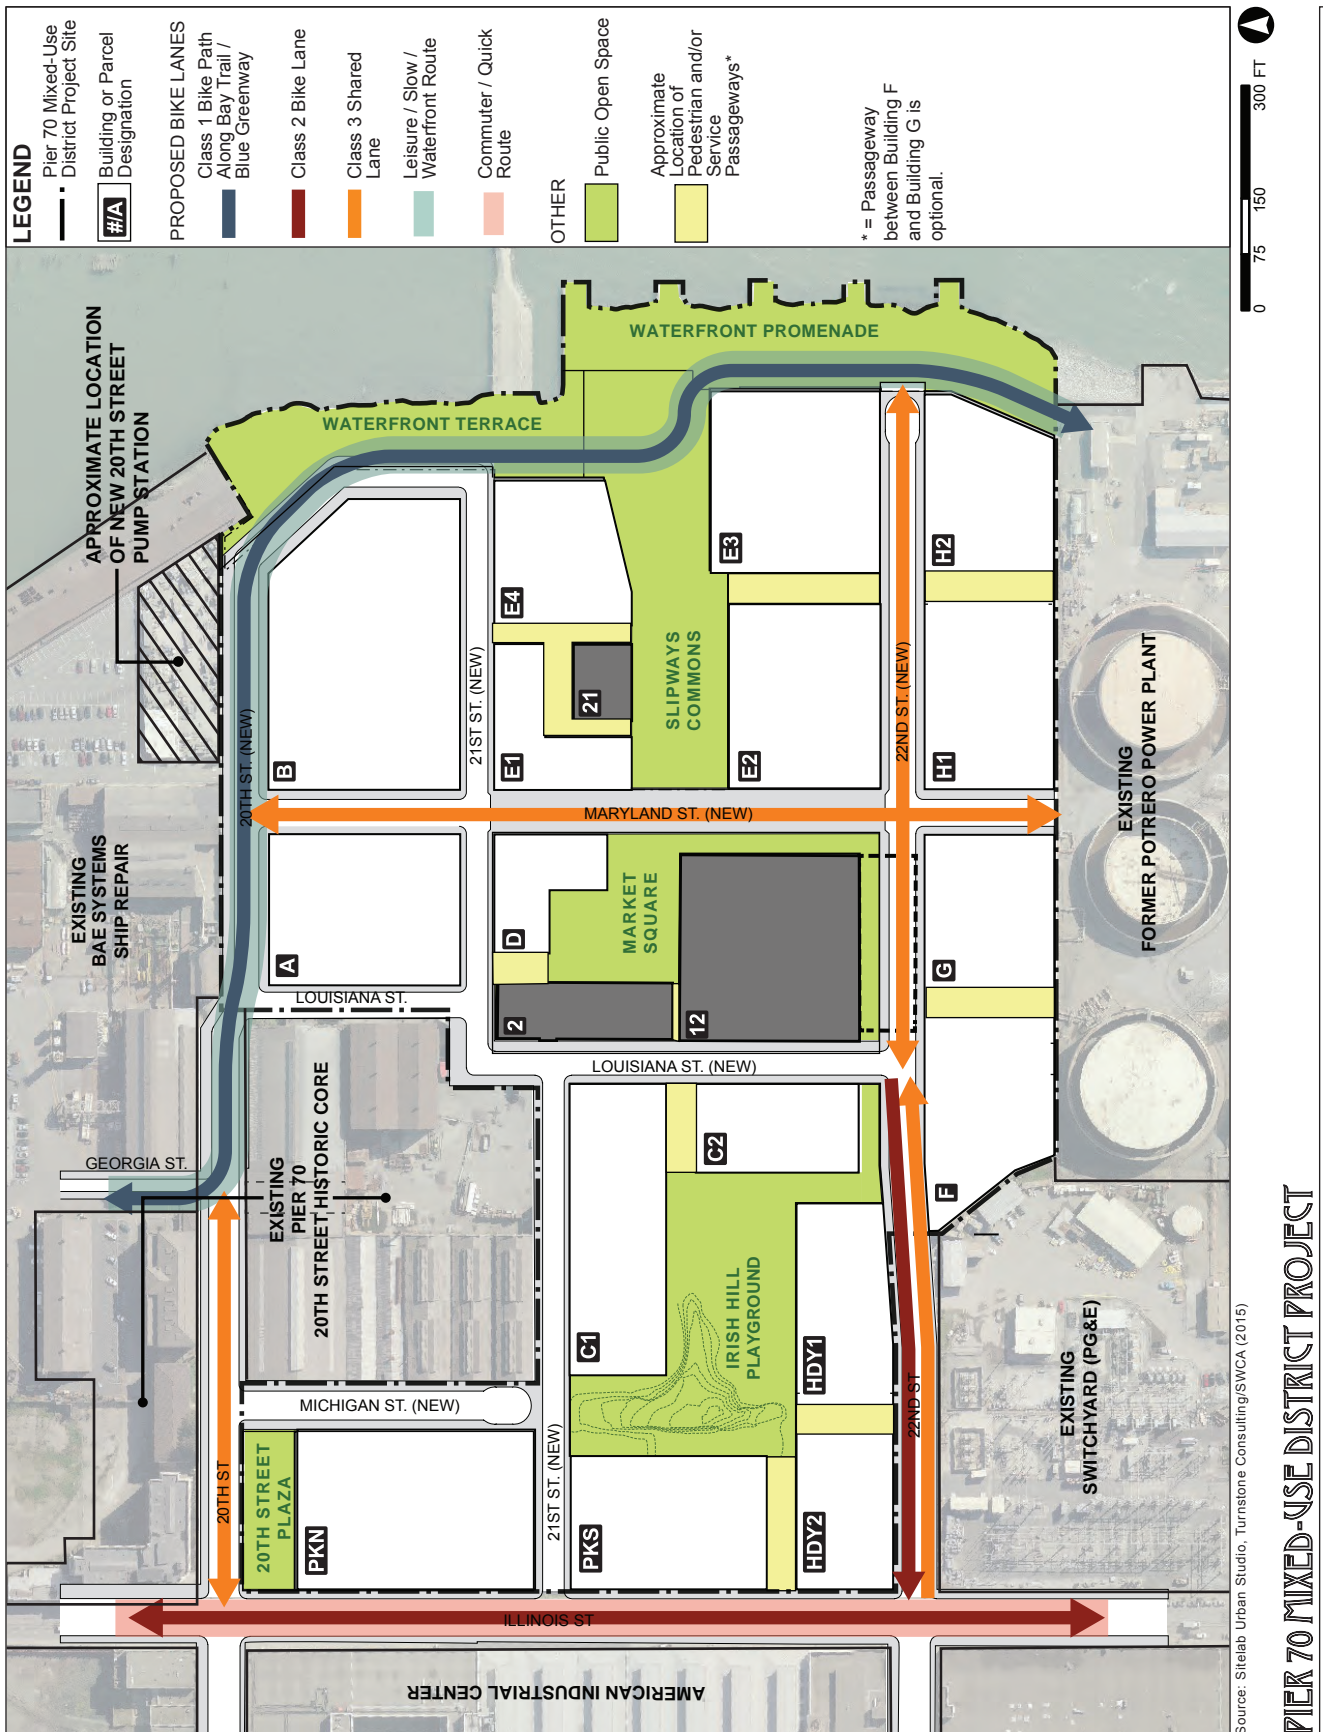 LEGEND
Pier 70 Mixed-Use
District Project Site
#/A
Building or Parcel
Designation
PROPOSED BIKE LANES
Class 1 Bike Path
Along Bay Trail /
Blue Greenway
Class 2 Bike Lane
Class 3 Shared
Lane
Leisure / Slow /
Waterfront Route
Commuter / Quick
Route
OTHER
Public Open Space
Approximate
Location of
Pedestrian and/or
Service
Passageways*
* = Passageway
between Building F
and Building G is
optional.
0 75 150 300 FT
APPROXIMATE LOCATION
OF NEW 20TH STREET
PUMP STATION
WATERFRONT TERRACE
WATERFRONT PROMENADE
EXISTING
BAE SYSTEMS
SHIP REPAIR
20TH ST. (NEW)
B
A
21ST ST. (NEW)
E4
E1
21
SLIPWAYS
COMMONS
E3
E2
22ND ST. (NEW)
H2
H1
MARYLAND ST. (NEW)
EXISTING
FORMER POTRERO POWER PLANT
D
MARKET
SQUARE
2
12
G
LOUISIANA ST.
LOUISIANA ST. (NEW)
GEORGIA ST.
EXISTING
PIER 70
20TH STREET HISTORIC CORE
C2
C1
IRISH HILL
PLAYGROUND
F
HDY1
MICHIGAN ST. (NEW)
20TH ST
20TH STREET
PLAZA
PKN
21ST ST. (NEW)
PKS
HDY2
22ND ST
EXISTING
SWITCHYARD (PG&E)
ILLINOIS ST
AMERICAN INDUSTRIAL CENTER
Source: Sitelab Urban Studio, Turnstone Consulting/SWCA (2015)
PIER 70 MIXED-USE DISTRICT PROJECT